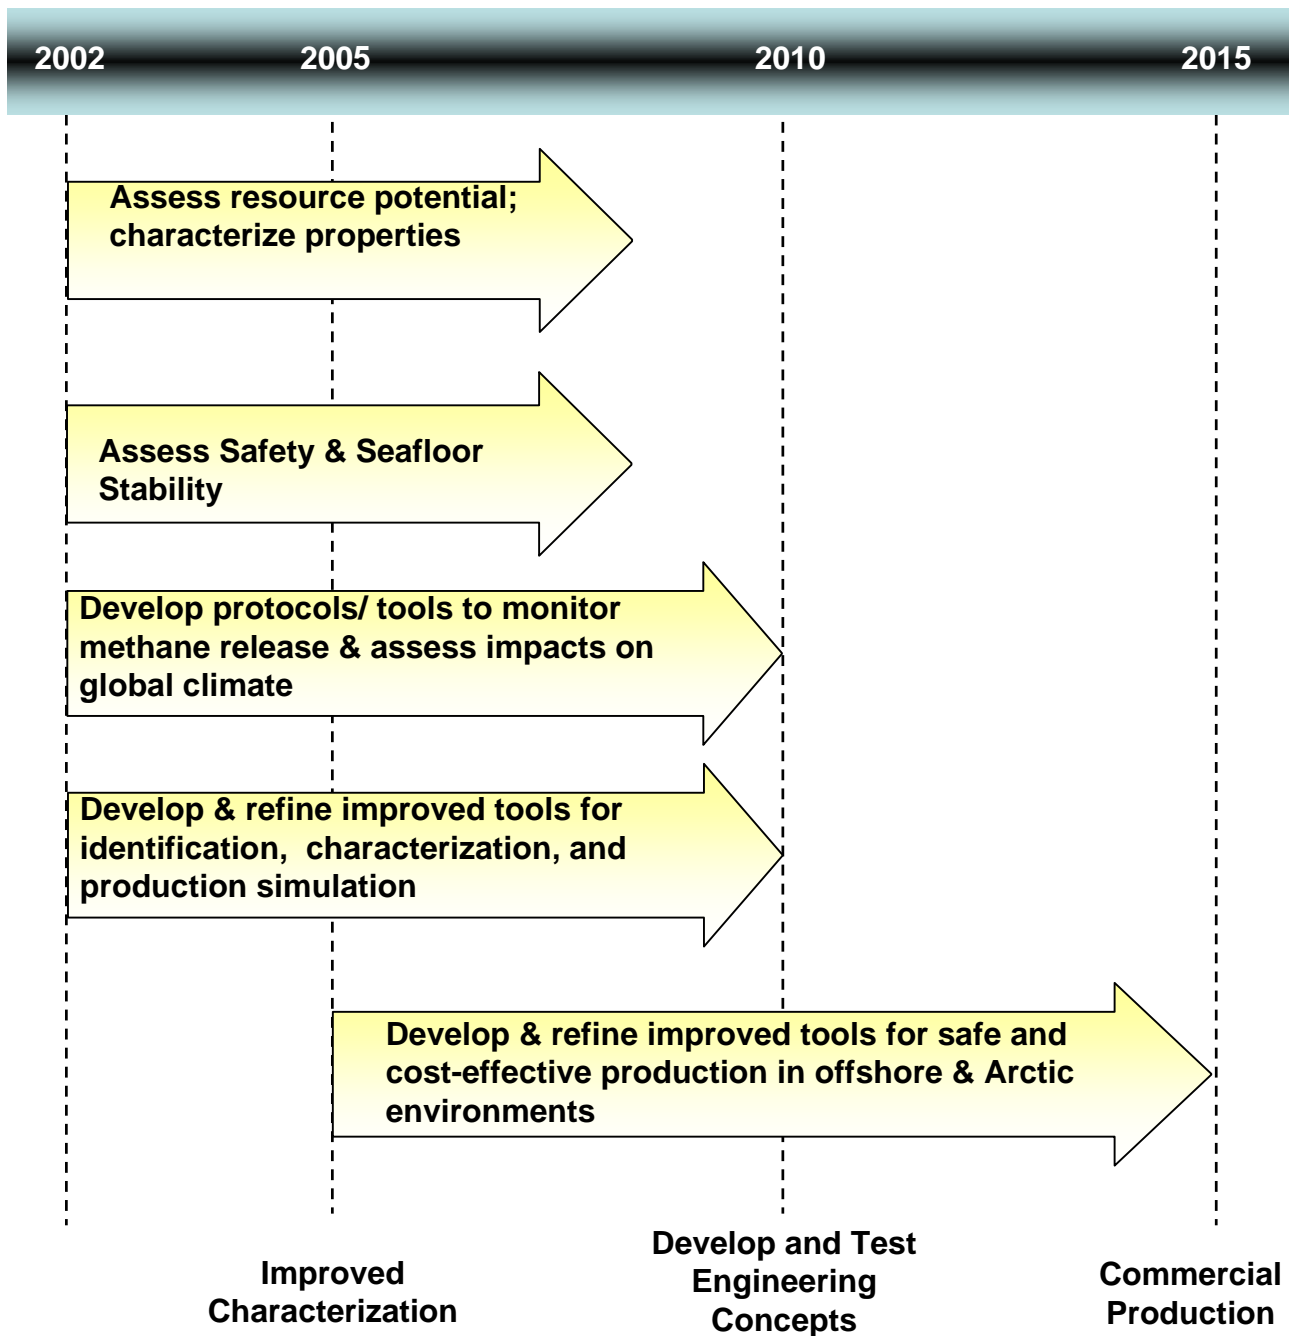 2002 2005 2010 2015
Assess resource potential;
characterize properties
Assess Safety & Seafloor
Stability
Develop protocols/ tools to monitor
methane release & assess impacts on
global climate
Develop & refine improved tools for
identification, characterization, and
production simulation
Develop & refine improved tools for safe and
cost-effective production in offshore & Arctic
environments
Improved
Characterization
Develop and Test
Engineering
Concepts
Commercial
Production